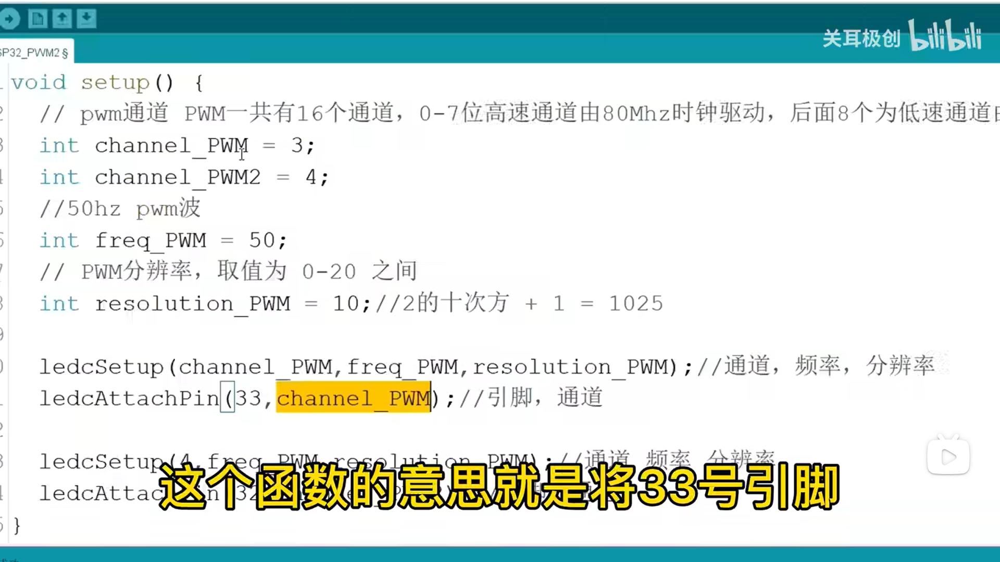 关耳极创 bilibili
SP32_PWM2 §
void setup() {
// pwm通道 PWM一共有16个通道，0-7位高速通道由80Mhz时钟驱动，后面8个为低速通道由
int channel_PWM = 3;
int channel_PWM2 = 4;
//50hz pwm波
int freq_PWM = 50;
// PWM分辨率，取值为 0-20 之间
int resolution_PWM = 10;//2的十次方 + 1 = 1025
ledcSetup(channel_PWM,freq_PWM,resolution_PWM);//通道，频率，分辨率
ledcAttachPin(33,channel_PWM);//引脚，通道
ledcSetup(4,freq_PWM,resolution_PWM);//通道 频率 分辨率
这个函数的意思就是将33号引脚
}